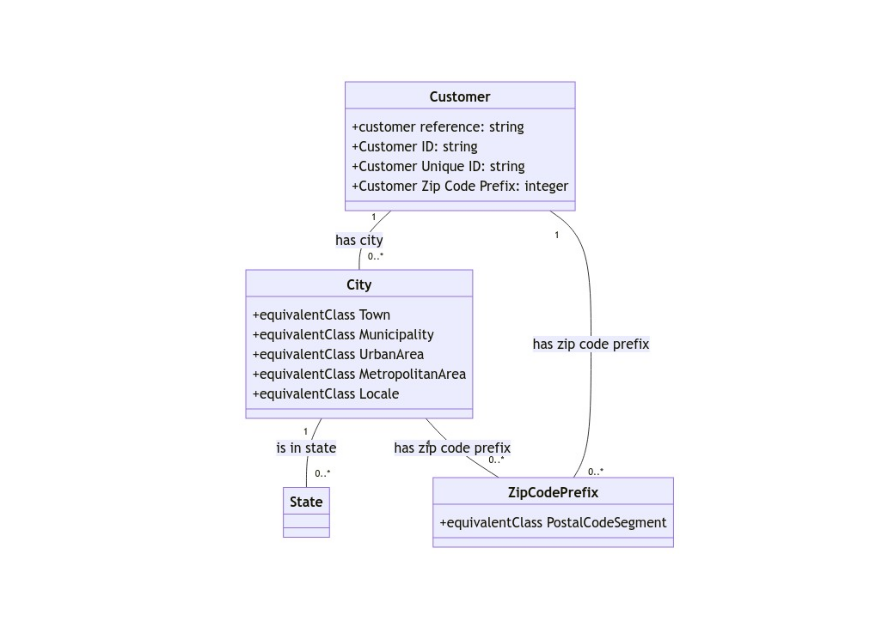 Customer
+customer reference: string
+Customer ID: string
+Customer Unique ID: string
+Customer Zip Code Prefix: integer
1
1
has city
0..*
City
+equivalentClass Town
+equivalentClass Municipality
+equivalentClass UrbanArea
+equivalentClass MetropolitanArea
+equivalentClass Locale
has zip code prefix
1
is in state
0..*
has zip code prefix
0..*
0..*
State
ZipCodePrefix
+equivalentClass PostalCodeSegment